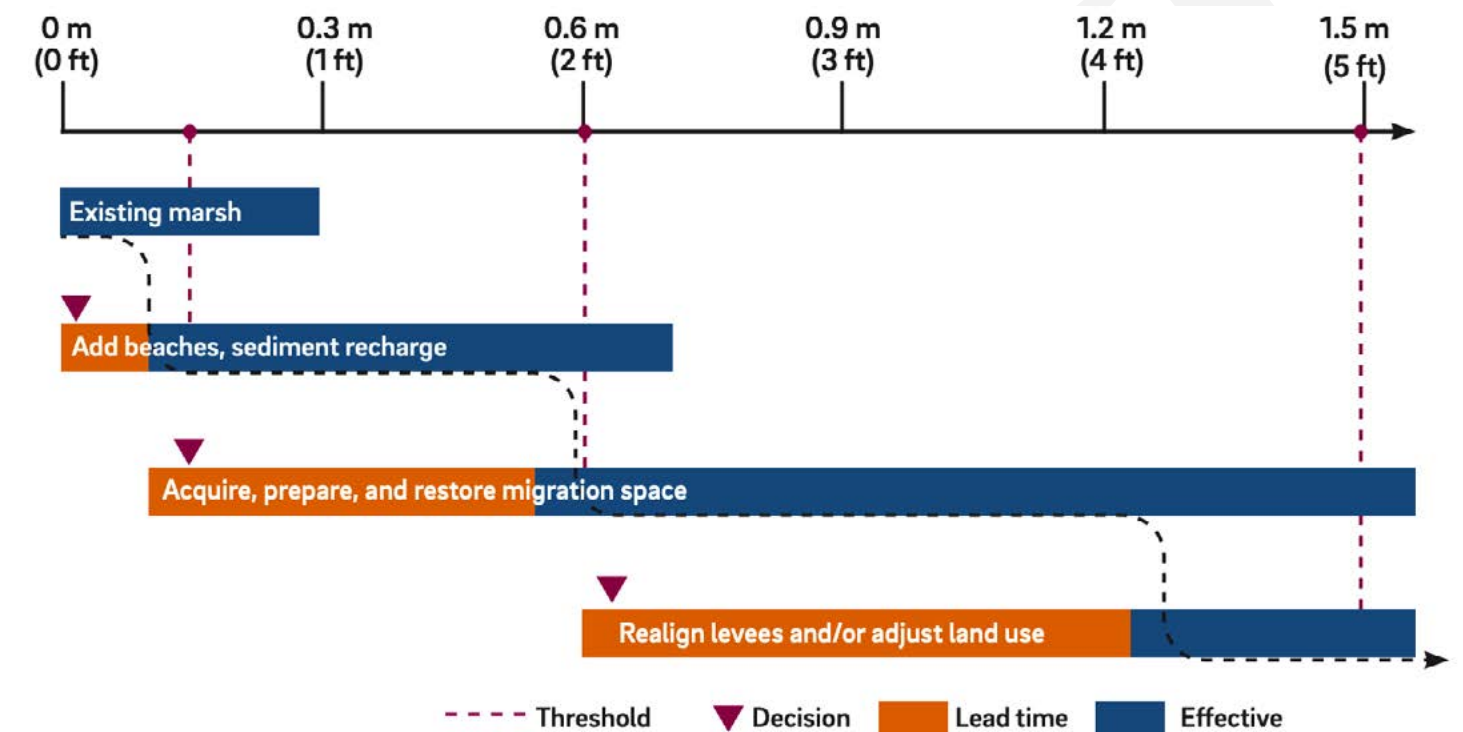 0 m 0.3 m 0.6 m 0.9 m 1.2 m 1.5 m
(0 ft) (1 ft) (2 ft) (3 ft) (4 ft) (5 ft)
Existing marsh
Add beaches, sediment recharge
Acquire, prepare, and restore migration space
Realign levees and/or adjust land use
Threshold Decision Lead time Effective